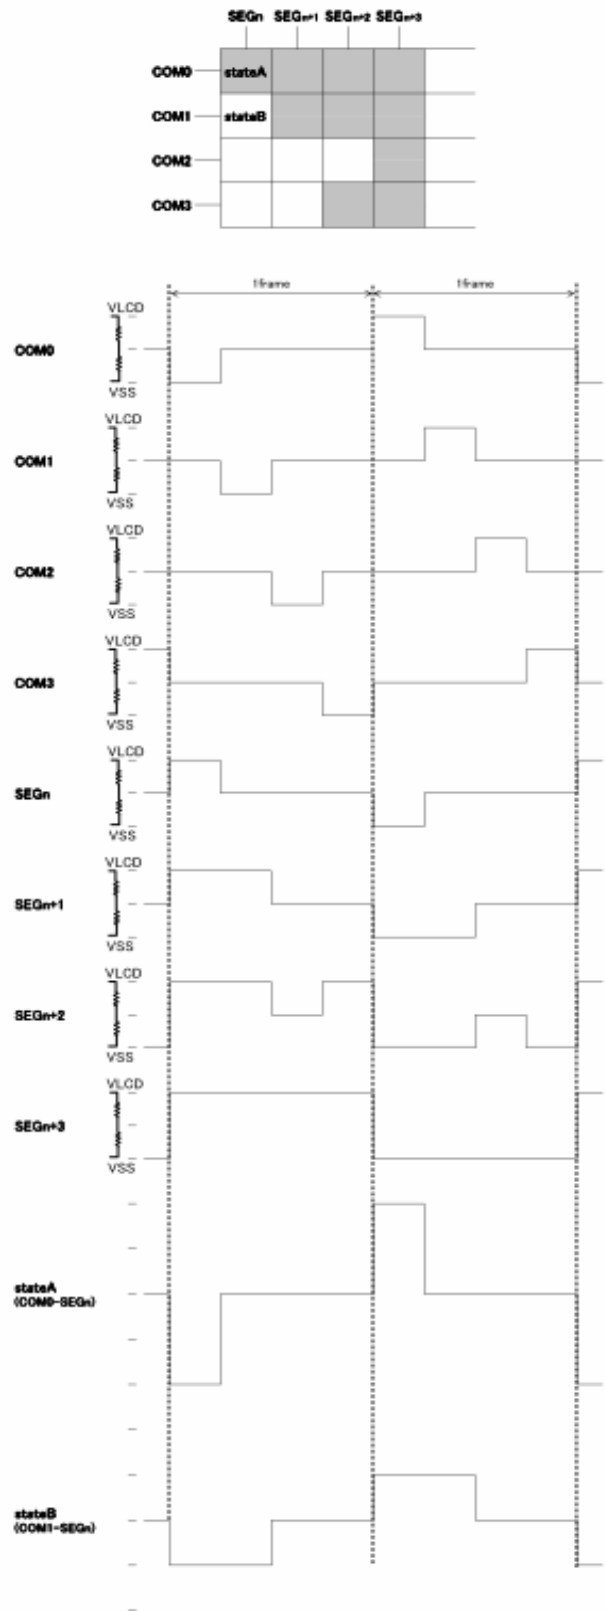 SEGn SEGn+1 SEGn+2 SEGn+3
COM0 stateA
COM1 stateB
COM2
COM3
1frame 1frame
VLCD
COM0
VSS
VLCD
COM1
VSS
VLCD
COM2
VSS
VLCD
COM3
VSS
VLCD
SEGn
VSS
VLCD
SEGn+1
VSS
VLCD
SEGn+2
VSS
VLCD
SEGn+3
VSS
stateA
(COM0-SEGn)
stateB
(COM1-SEGn)